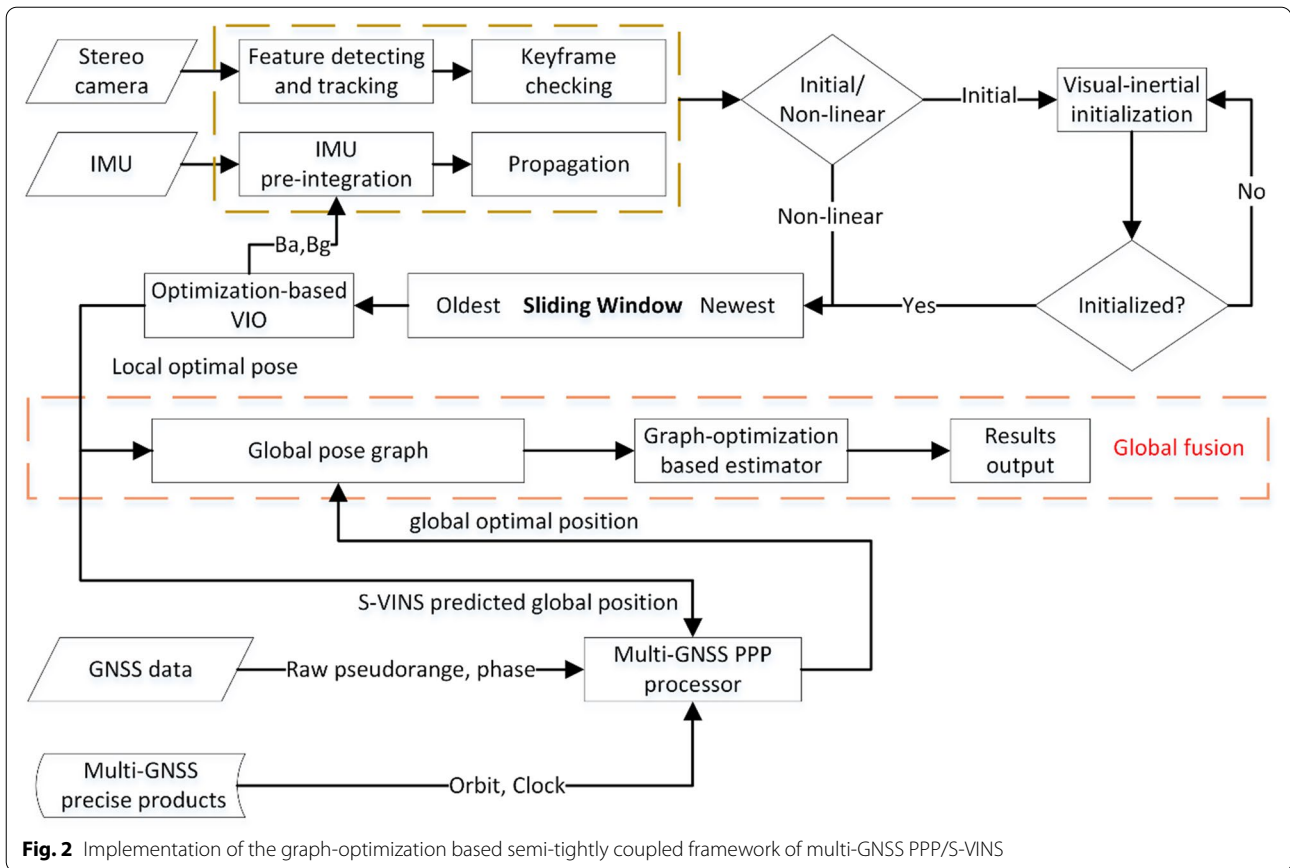 Stereo
camera
Feature detecting
and tracking
Keyframe
checking
Initial/
Non-linear
Initial
Visual-inertial
initialization
IMU
IMU
pre-integration
Propagation
No
Non-linear
Ba,Bg
Optimization-based
VIO
Oldest Sliding Window Newest
Yes
Initialized?
Local optimal pose
Global pose graph
Graph-optimization
based estimator
Results
output
Global fusion
global optimal position
S-VINS predicted global position
GNSS data
Raw pseudorange, phase
Multi-GNSS PPP
processor
Multi-GNSS
precise products
Orbit, Clock
Fig. 2 Implementation of the graph-optimization based semi-tightly coupled framework of multi-GNSS PPP/S-VINS